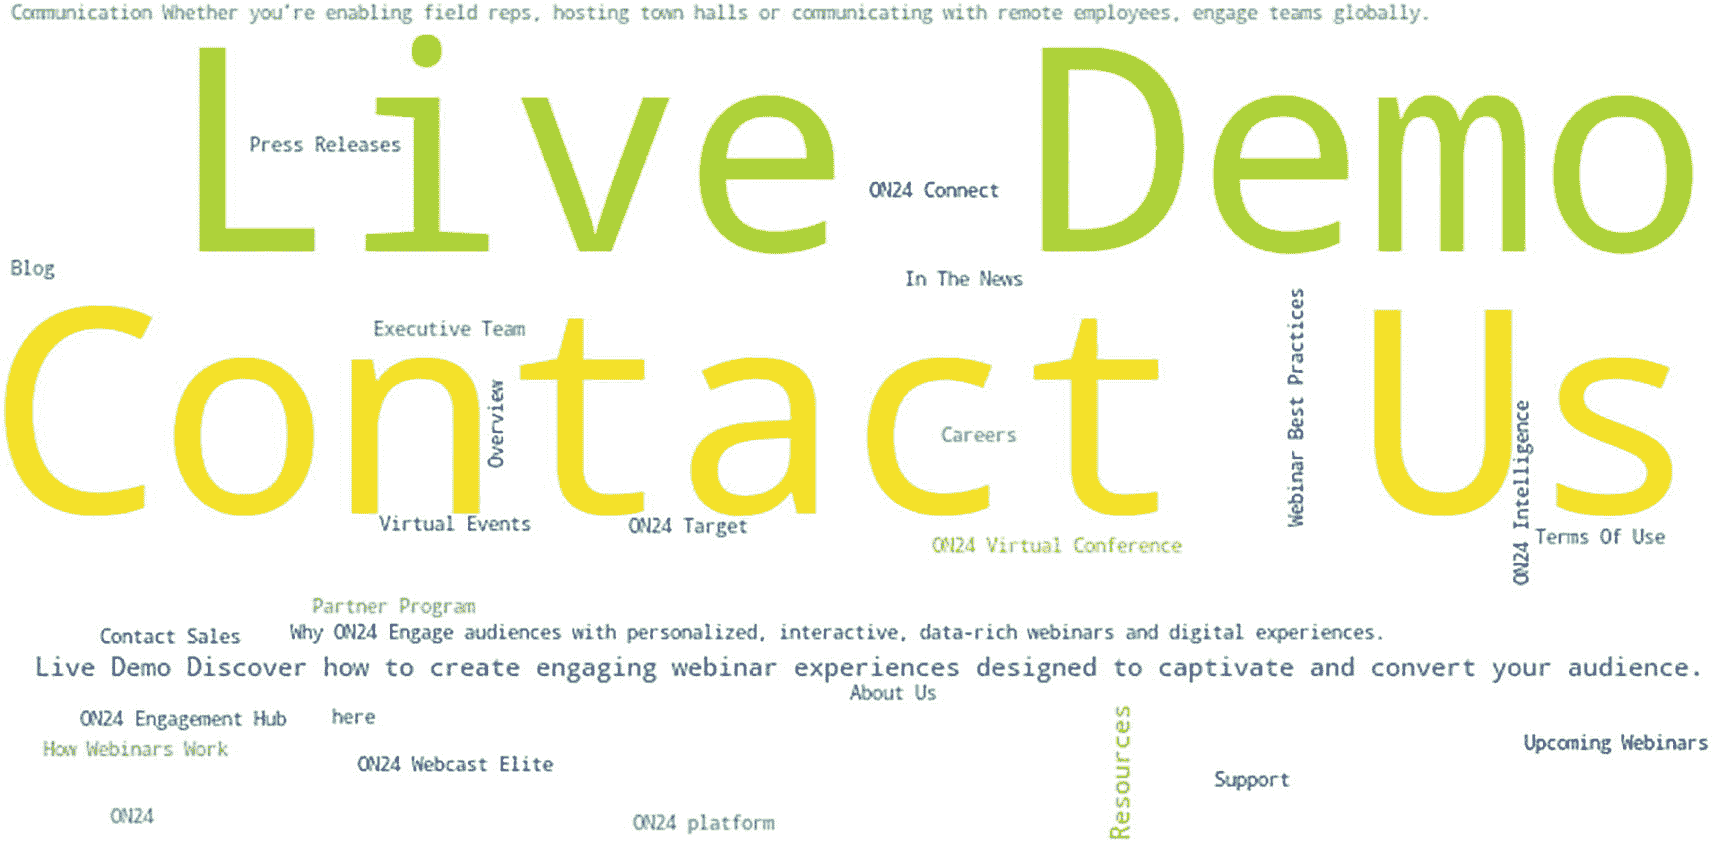 Communication Whether you're enabling field reps, hosting town halls or communicating with remote employees, engage teams globally.
Live Demo
Press Releases
ON24 Connect
Blog
In The News
Contact Us
Executive Team
Overview
Careers
Webinar Best Practices
ON24 Intelligence
Virtual Events
ON24 Target
Terms Of Use
ON24 Virtual Conference
Partner Program
Contact Sales
Why ON24 Engage audiences with personalized, interactive, data-rich webinars and digital experiences.
Live Demo Discover how to create engaging webinar experiences designed to captivate and convert your audience.
About Us
ON24 Engagement Hub
here
Resources
How Webinars Work
Upcoming Webinars
ON24 Webcast Elite
Support
ON24
ON24 platform